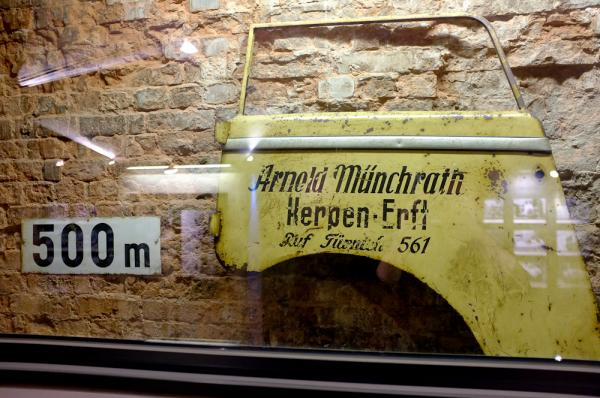 500 m
Arnold Münchrath
Kerpen-Erft
Ruf Türnich 561